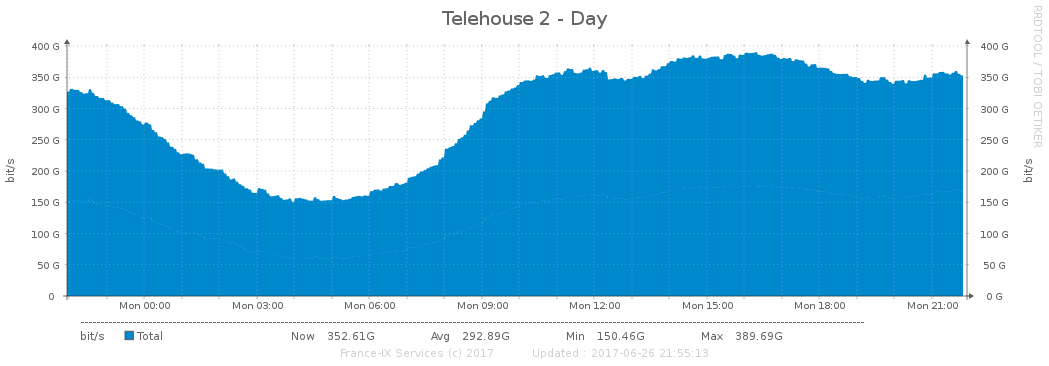 Telehouse 2 - Day
RRDTOOL / TOBI OETIKER
bit/s
400 G
350 G
300 G
250 G
200 G
150 G
100 G
50 G
0
400 G
350 G
300 G
250 G
200 G
150 G
100 G
50 G
0 G
bit/s
Mon 00:00 Mon 03:00 Mon 06:00 Mon 09:00 Mon 12:00 Mon 15:00 Mon 18:00 Mon 21:00
bit/s Total Now 352.61G Avg 292.89G Min 150.46G Max 389.69G
France-IX Services (c) 2017 Updated : 2017-06-26 21:55:13